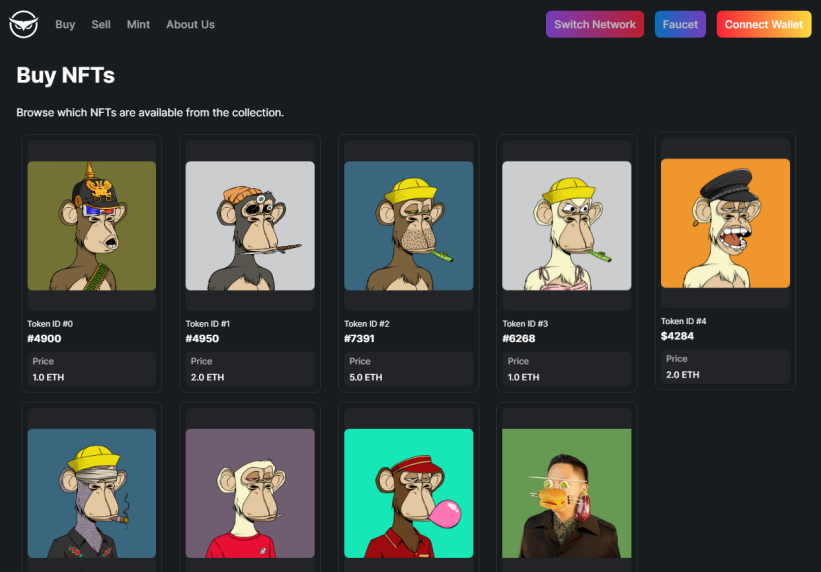 Buy Sell Mint About Us Switch Network Faucet Connect Wallet
Buy NFTs
Browse which NFTs are available from the collection.
Token ID #0
#4900
Price
1.0 ETH
Token ID #1
#4950
Price
2.0 ETH
Token ID #2
#7391
Price
5.0 ETH
Token ID #3
#6268
Price
1.0 ETH
Token ID #4
$4284
Price
2.0 ETH